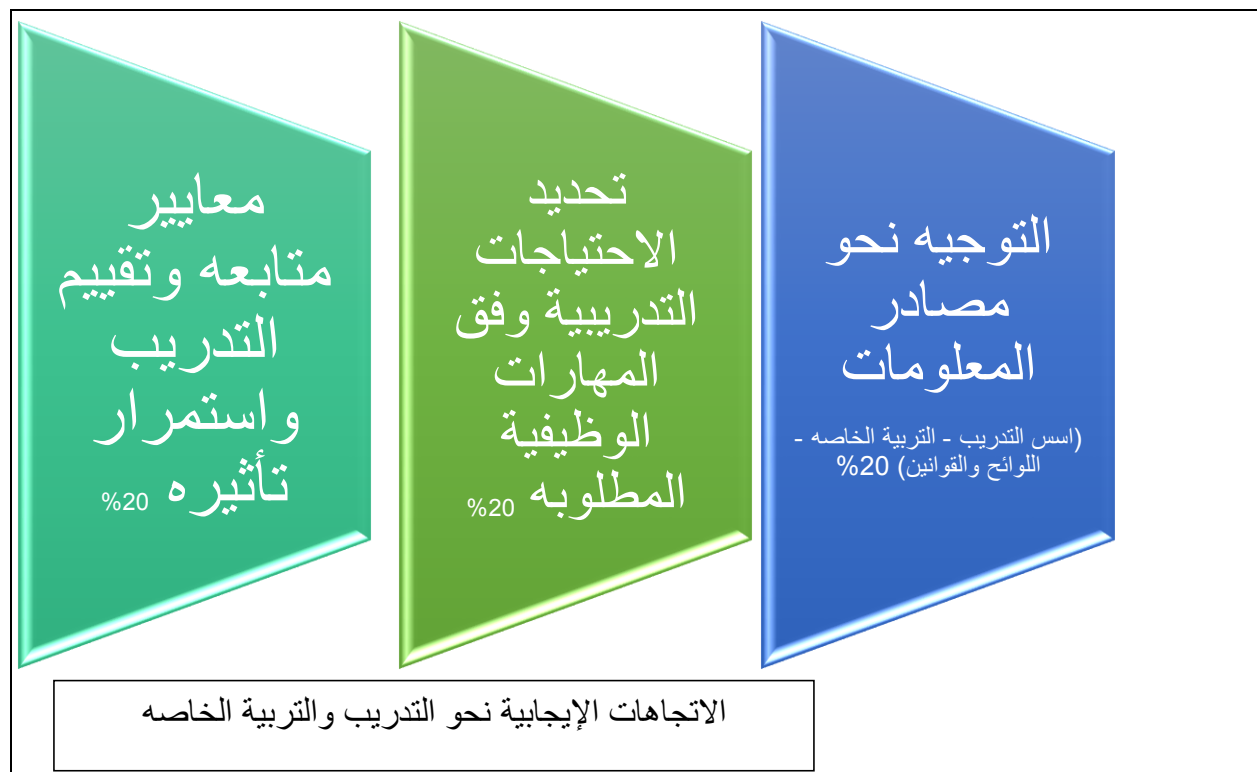 التوجيه نحو
مصادر
المعلومات
(اسس التدريب - التربية الخاصه -
اللوائح والقوانين) 20%
تحديد
الاحتياجات
التدريبية وفق
المهارات
الوظيفية
المطلوبه 20%
معايير
متابعه وتقييم
التدريب
واستمرار
تأثيره 20%
الاتجاهات الإيجابية نحو التدريب والتربية الخاصه